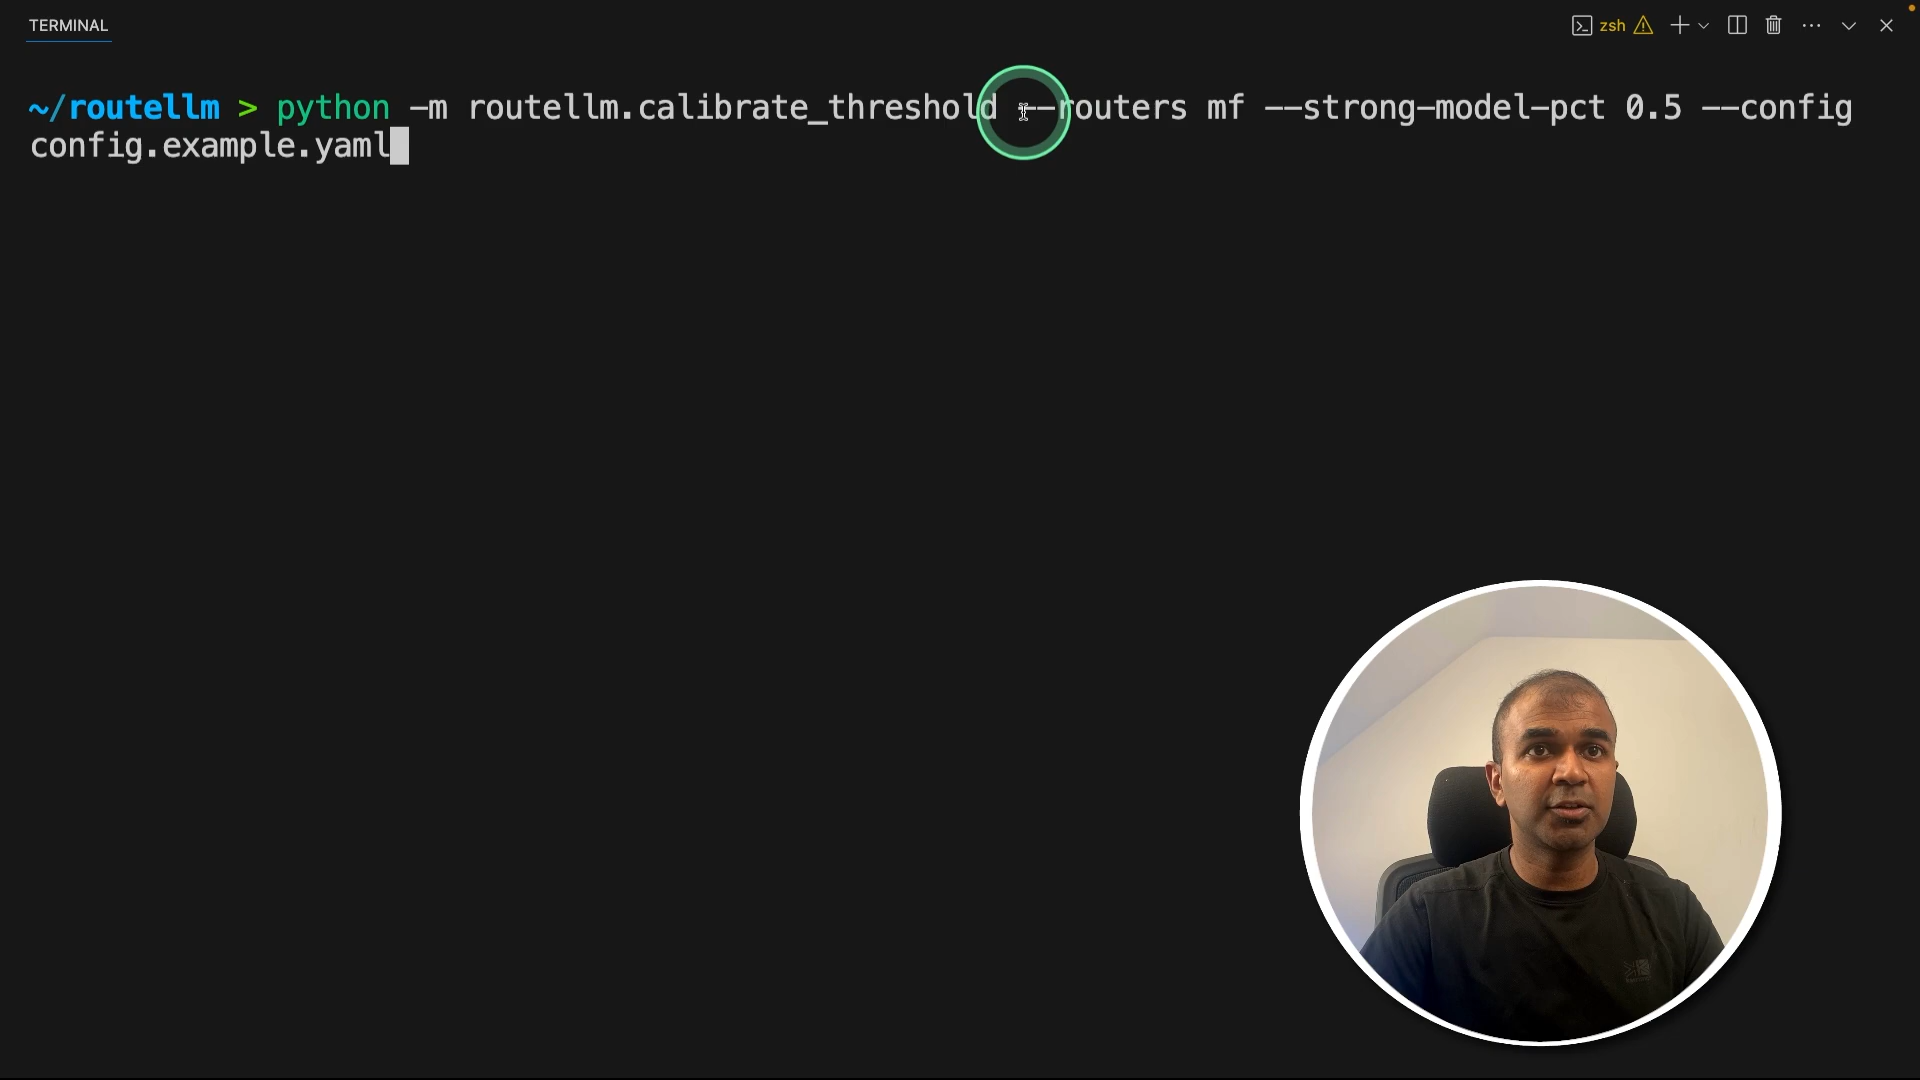 TERMINAL
zsh
~/routellm > python -m routellm.calibrate_threshold --routers mf --strong-model-pct 0.5 --config
config.example.yaml